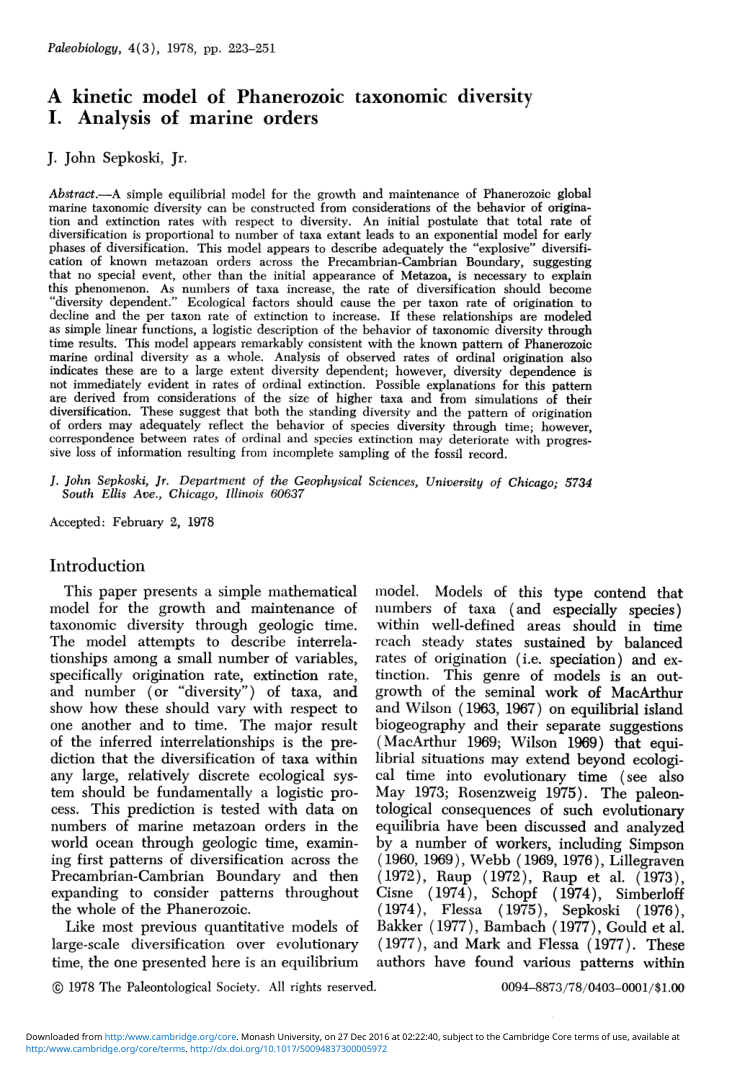 Paleobiology, 4(3), 1978, pp. 223–251
A kinetic model of Phanerozoic taxonomic diversity
I. Analysis of marine orders
J. John Sepkoski, Jr.
Abstract.—A simple equilibrial model for the growth and maintenance of Phanerozoic global
marine taxonomic diversity can be constructed from considerations of the behavior of origina-
tion and extinction rates with respect to diversity. An initial postulate that total rate of
diversification is proportional to number of taxa extant leads to an exponential model for early
phases of diversification. This model appears to describe adequately the “explosive” diversifi-
cation of known metazoan orders across the Precambrian-Cambrian Boundary, suggesting
that no special event, other than the initial appearance of Metazoa, is necessary to explain
this phenomenon. As numbers of taxa increase, the rate of diversification should become
“diversity dependent.” Ecological factors should cause the per taxon rate of origination to
decline and the per taxon rate of extinction to increase. If these relationships are modeled
as simple linear functions, a logistic description of the behavior of taxonomic diversity through
time results. This model appears remarkably consistent with the known pattern of Phanerozoic
marine ordinal diversity as a whole. Analysis of observed rates of ordinal origination also
indicates these are to a large extent diversity dependent; however, diversity dependence is
not immediately evident in rates of ordinal extinction. Possible explanations for this pattern
are derived from considerations of the size of higher taxa and from simulations of their
diversification. These suggest that both the standing diversity and the pattern of origination
of orders may adequately reflect the behavior of species diversity through time; however,
correspondence between rates of ordinal and species extinction may deteriorate with progres-
sive loss of information resulting from incomplete sampling of the fossil record.
J. John Sepkoski, Jr. Department of the Geophysical Sciences, University of Chicago; 5734
South Ellis Ave., Chicago, Illinois 60637
Accepted: February 2, 1978
Introduction
This paper presents a simple mathematical
model for the growth and maintenance of
taxonomic diversity through geologic time.
The model attempts to describe interrela-
tionships among a small number of variables,
specifically origination rate, extinction rate,
and number (or “diversity”) of taxa, and
show how these should vary with respect to
one another and to time. The major result
of the inferred interrelationships is the pre-
diction that the diversification of taxa within
any large, relatively discrete ecological sys-
tem should be fundamentally a logistic pro-
cess. This prediction is tested with data on
numbers of marine metazoan orders in the
world ocean through geologic time, examin-
ing first patterns of diversification across the
Precambrian-Cambrian Boundary and then
expanding to consider patterns throughout
the whole of the Phanerozoic.
Like most previous quantitative models of
large-scale diversification over evolutionary
time, the one presented here is an equilibrium
model. Models of this type contend that
numbers of taxa (and especially species)
within well-defined areas should in time
reach steady states sustained by balanced
rates of origination (i.e. speciation) and ex-
tinction. This genre of models is an out-
growth of the seminal work of MacArthur
and Wilson (1963, 1967) on equilibrial island
biogeography and their separate suggestions
(MacArthur 1969; Wilson 1969) that equi-
librial situations may extend beyond ecologi-
cal time into evolutionary time (see also
May 1973; Rosenzweig 1975). The paleon-
tological consequences of such evolutionary
equilibria have been discussed and analyzed
by a number of workers, including Simpson
(1960, 1969), Webb (1969, 1976), Lillegraven
(1972), Raup (1972), Raup et al. (1973),
Cisne (1974), Schopf (1974), Simberloff
(1974), Flessa (1975), Sepkoski (1976),
Bakker (1977), Bambach (1977), Gould et al.
(1977), and Mark and Flessa (1977). These
authors have found various patterns within
© 1978 The Paleontological Society. All rights reserved.
0094–8873/78/0403–0001/$1.00
Downloaded from http:/www.cambridge.org/core. Monash University, on 27 Dec 2016 at 02:22:40, subject to the Cambridge Core terms of use, available at
http:/www.cambridge.org/core/terms. http://dx.doi.org/10.1017/S0094837300005972